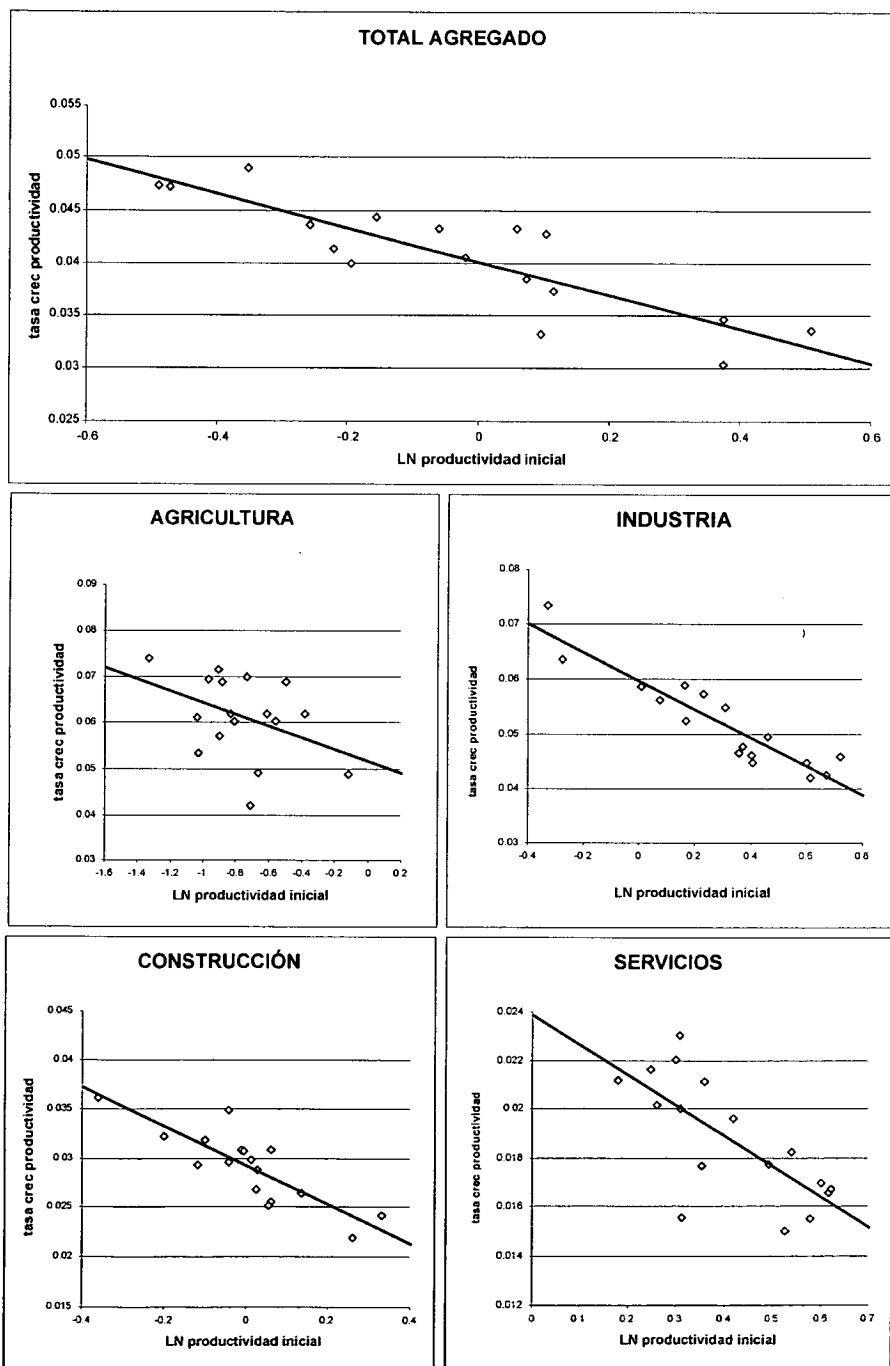 TOTAL AGREGADO
tasa crec productividad
0.055
0.05
0.045
0.04
0.035
0.03
0.025
-0.6 -0.4 -0.2 0 0.2 0.4 0.6
LN productividad inicial
AGRICULTURA
tasa crec productividad
0.09
0.08
0.07
0.06
0.05
0.04
0.03
-1.6 -1.4 -1.2 -1 -0.8 -0.6 -0.4 -0.2 0 0.2
LN productividad inicial
INDUSTRIA
tasa crec productividad
0.08
0.07
0.06
0.05
0.04
0.03
-0.4 -0.2 0 0.2 0.4 0.6 0.8
LN productividad inicial
CONSTRUCCIÓN
tasa crec productividad
0.045
0.04
0.035
0.03
0.025
0.02
0.015
-0.4 -0.2 0 0.2 0.4
LN productividad inicial
SERVICIOS
tasa crec productividad
0.024
0.022
0.02
0.018
0.016
0.014
0.012
0 0.1 0.2 0.3 0.4 0.5 0.6 0.7
LN productividad inicial